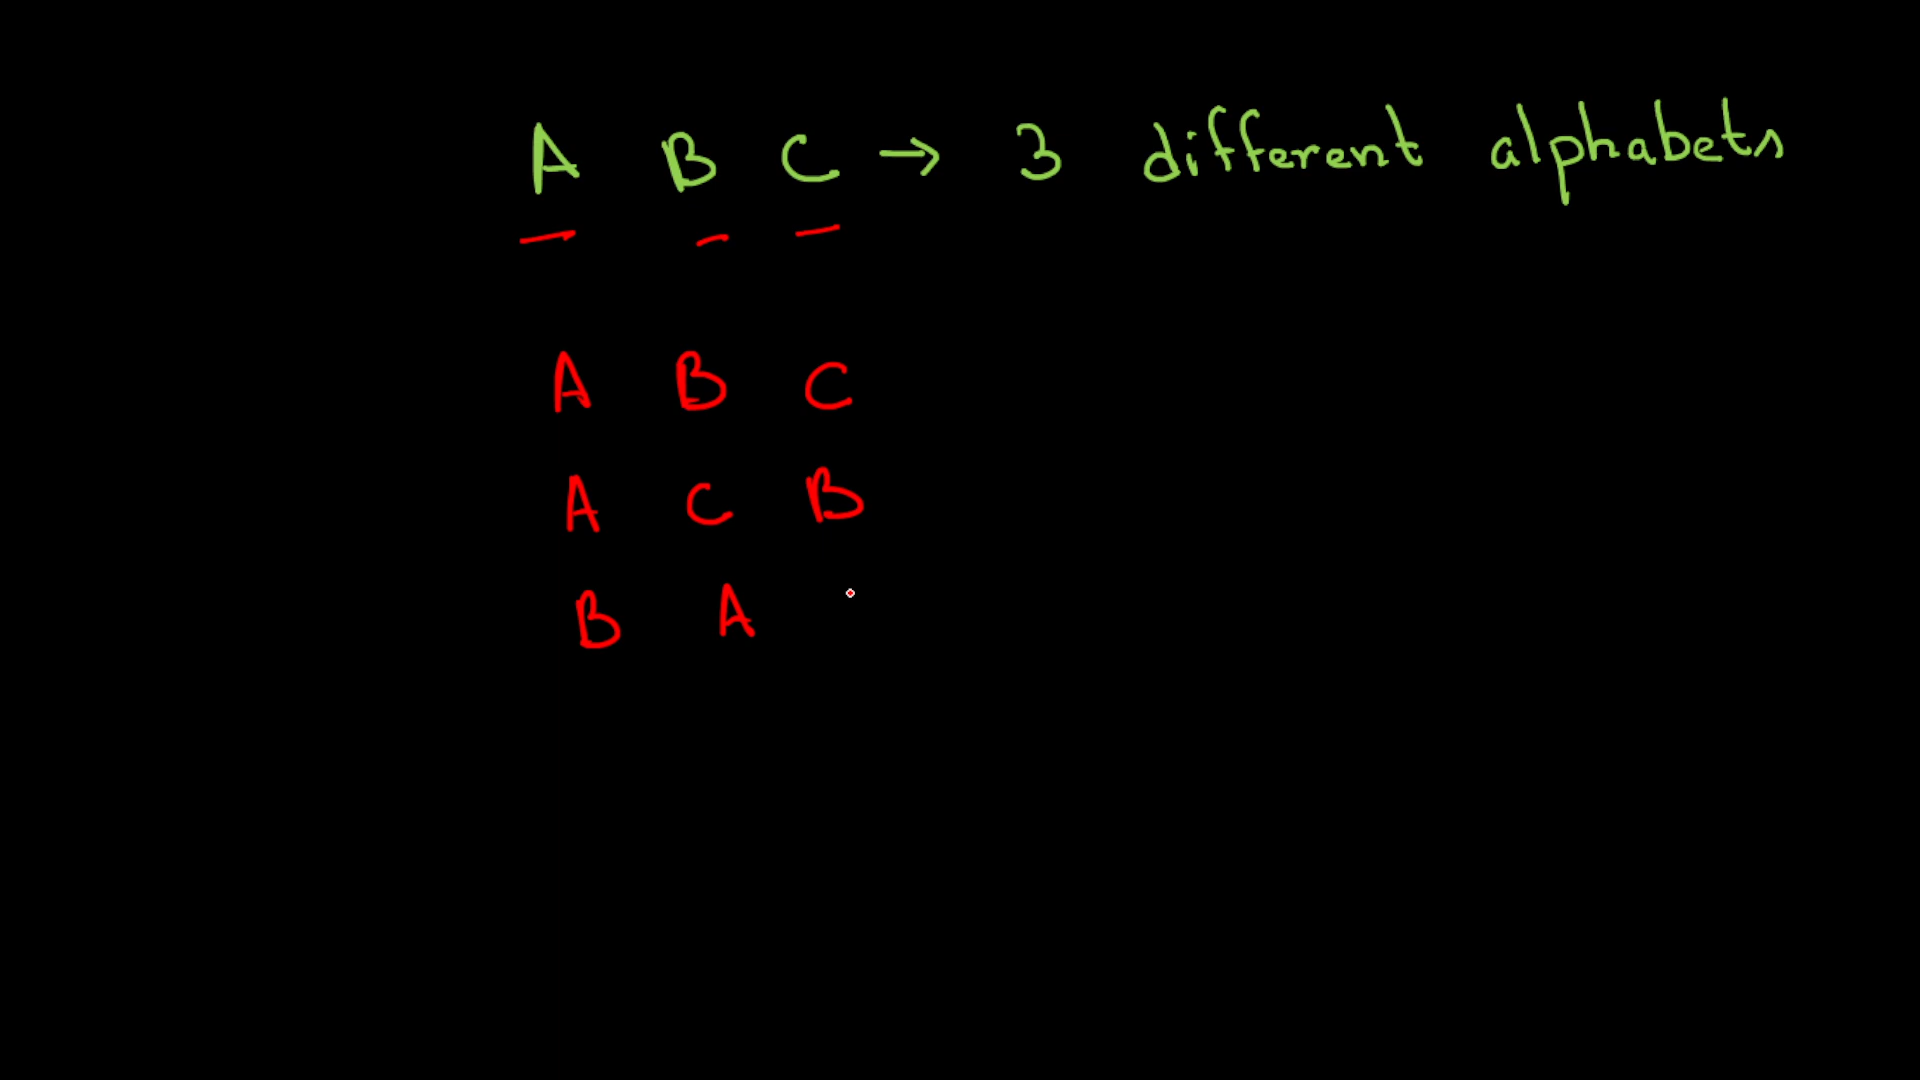 A B C → 3 different alphabets
A B C
A C B
B A